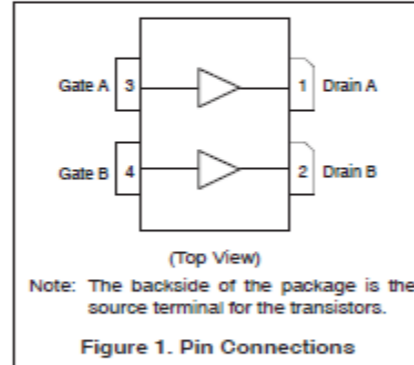 Gate A 3 1 Drain A
Gate B 4 2 Drain B
(Top View)
Note: The backside of the package is the
source terminal for the transistors.
Figure 1. Pin Connections